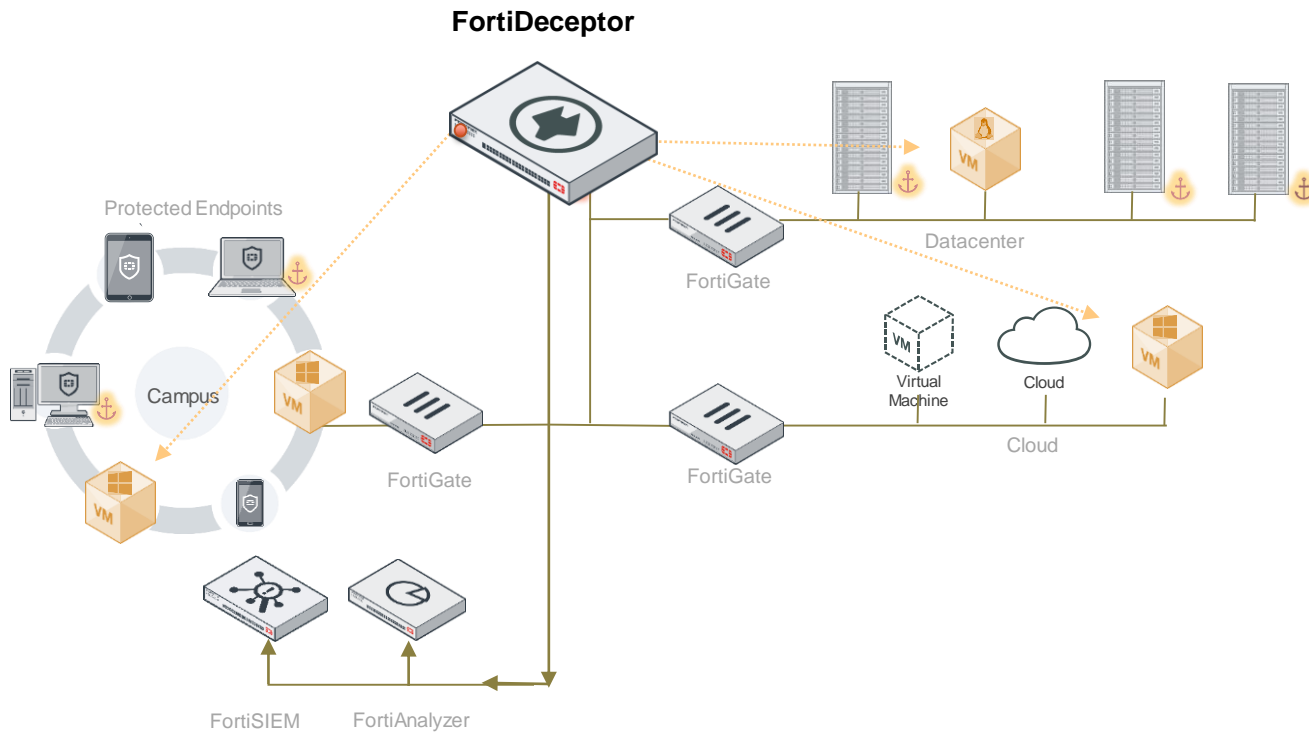 FortiDeceptor
VM
Protected Endpoints
Datacenter
FortiGate
VM
Campus
VM
Virtual
Machine
Cloud
VM
FortiGate
FortiGate
Cloud
VM
FortiSIEM
FortiAnalyzer